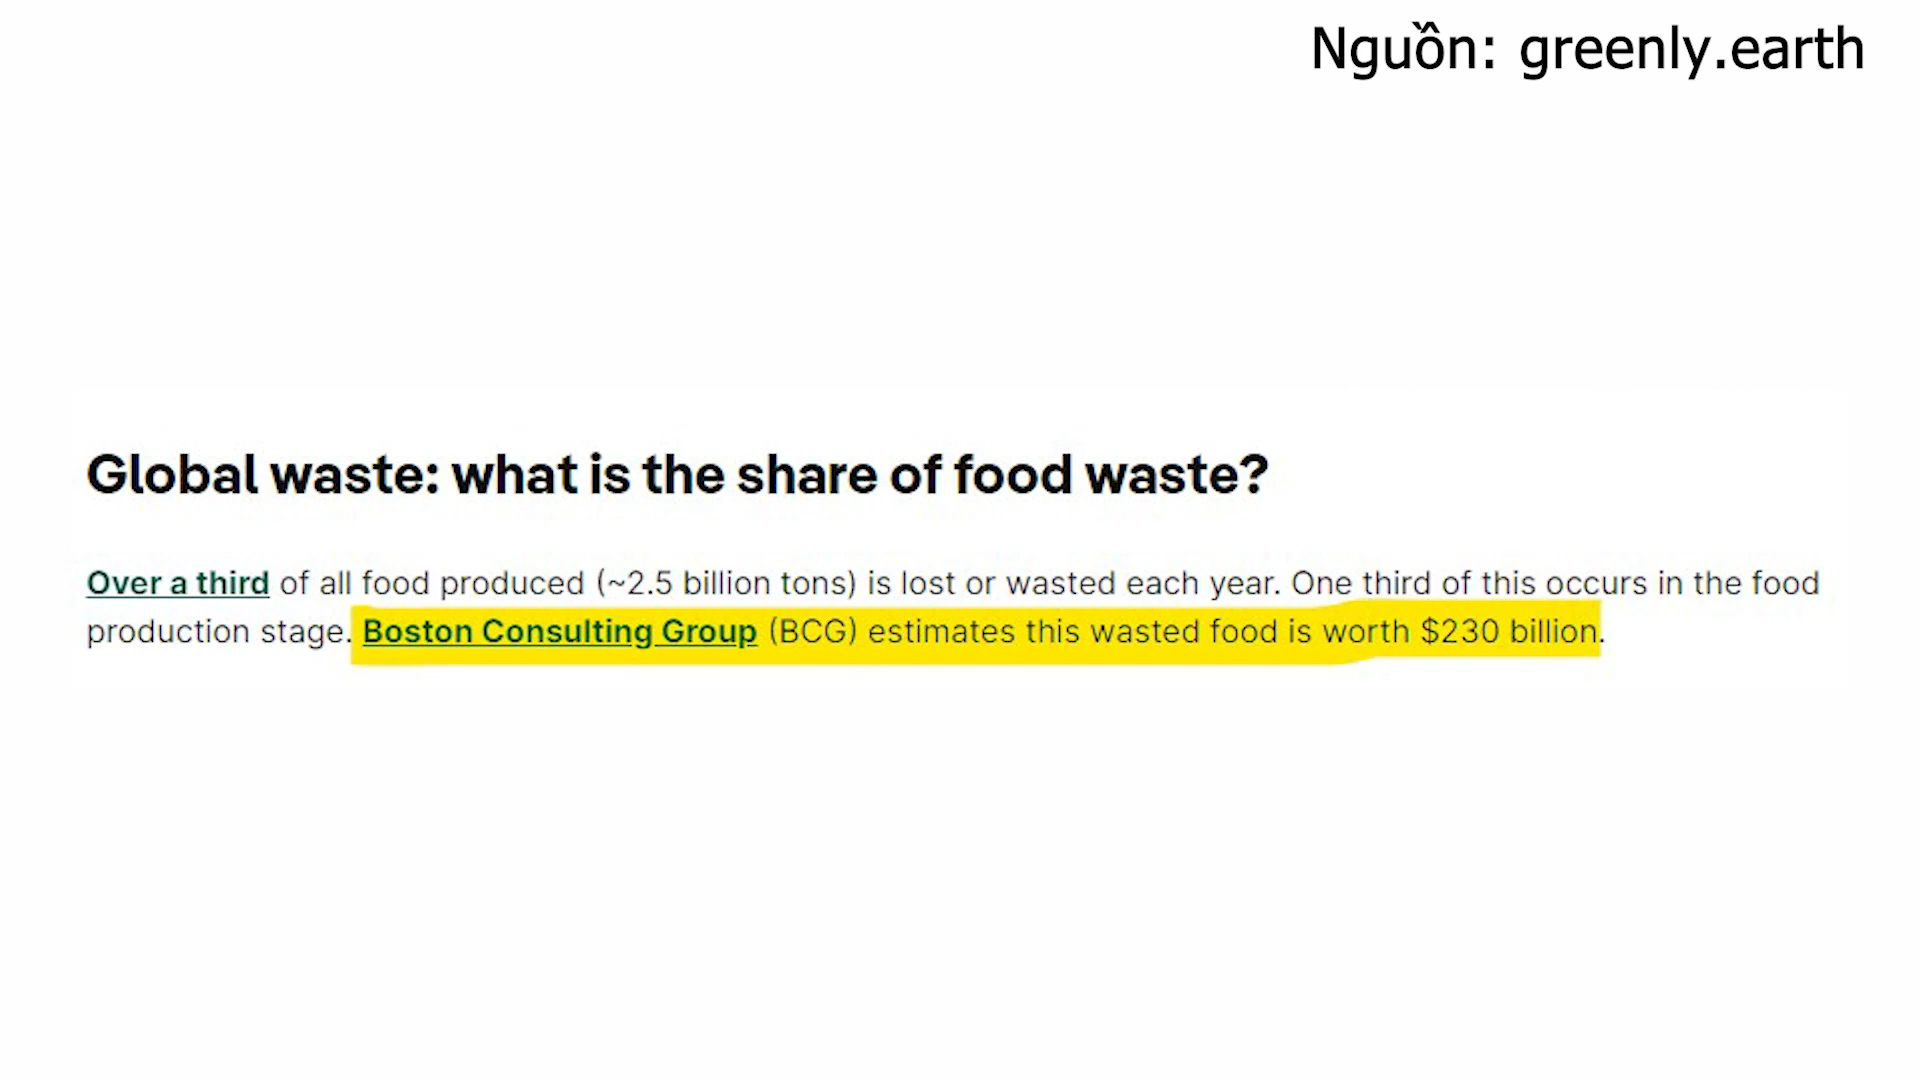 Nguồn: greenly.earth
Global waste: what is the share of food waste?
Over a third of all food produced (~2.5 billion tons) is lost or wasted each year. One third of this occurs in the food
production stage. Boston Consulting Group (BCG) estimates this wasted food is worth $230 billion.